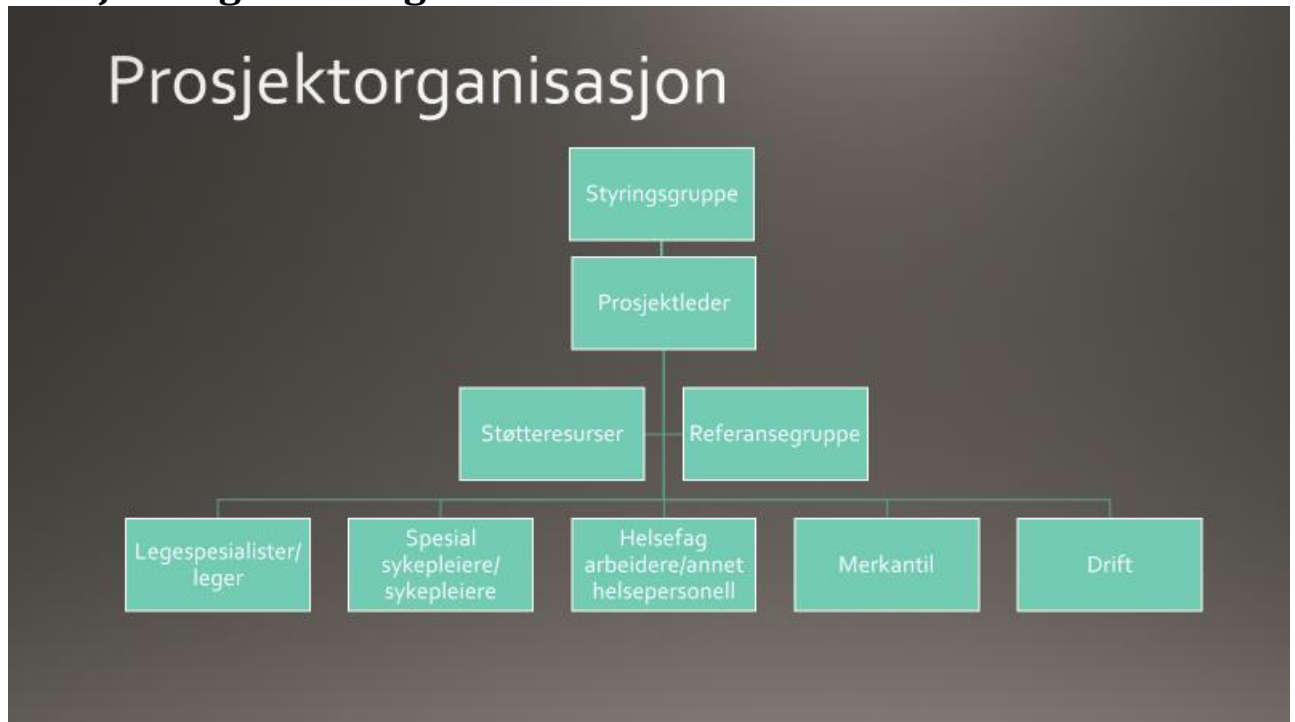 Prosjektorganisasjon
Styringsgruppe
Prosjektleder
Støtteresurser
Referansegruppe
Legespesialister/
leger
Spesial
sykepleiere/
sykepleiere
Helsefag
arbeidere/annet
helsepersonell
Merkantil
Drift